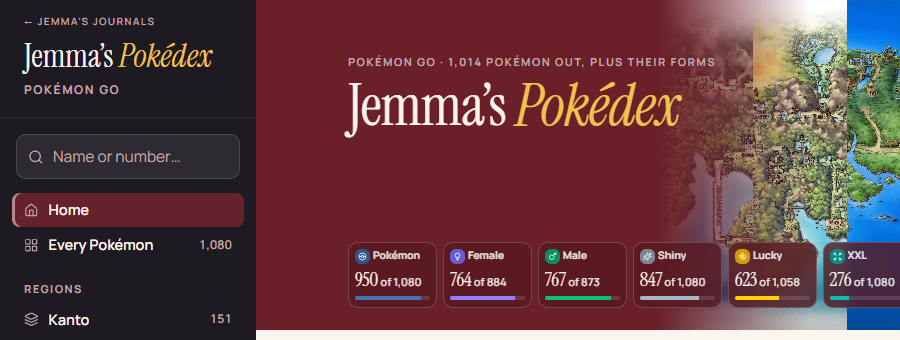 ← JEMMA'S JOURNALS
Jemma's Pokédex
POKÉMON GO
Name or number...
Home
Every Pokémon 1,080
REGIONS
Kanto 151
POKÉMON GO · 1,014 POKÉMON OUT, PLUS THEIR FORMS
Jemma's Pokédex
Pokémon
950 of 1,080
Female
764 of 884
Male
767 of 873
Shiny
847 of 1,080
Lucky
623 of 1,058
XXL
276 of 1,080